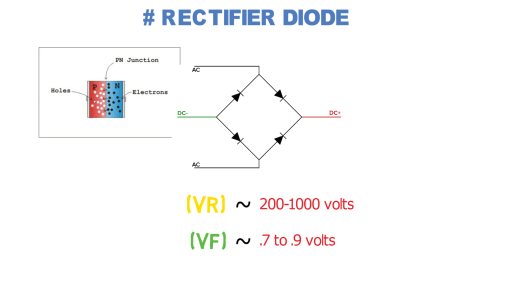 # RECTIFIER DIODE
PN Junction
P N
Holes
Electrons
AC
DC-
DC+
AC
(VR) ~ 200-1000 volts
(VF) ~ .7 to .9 volts